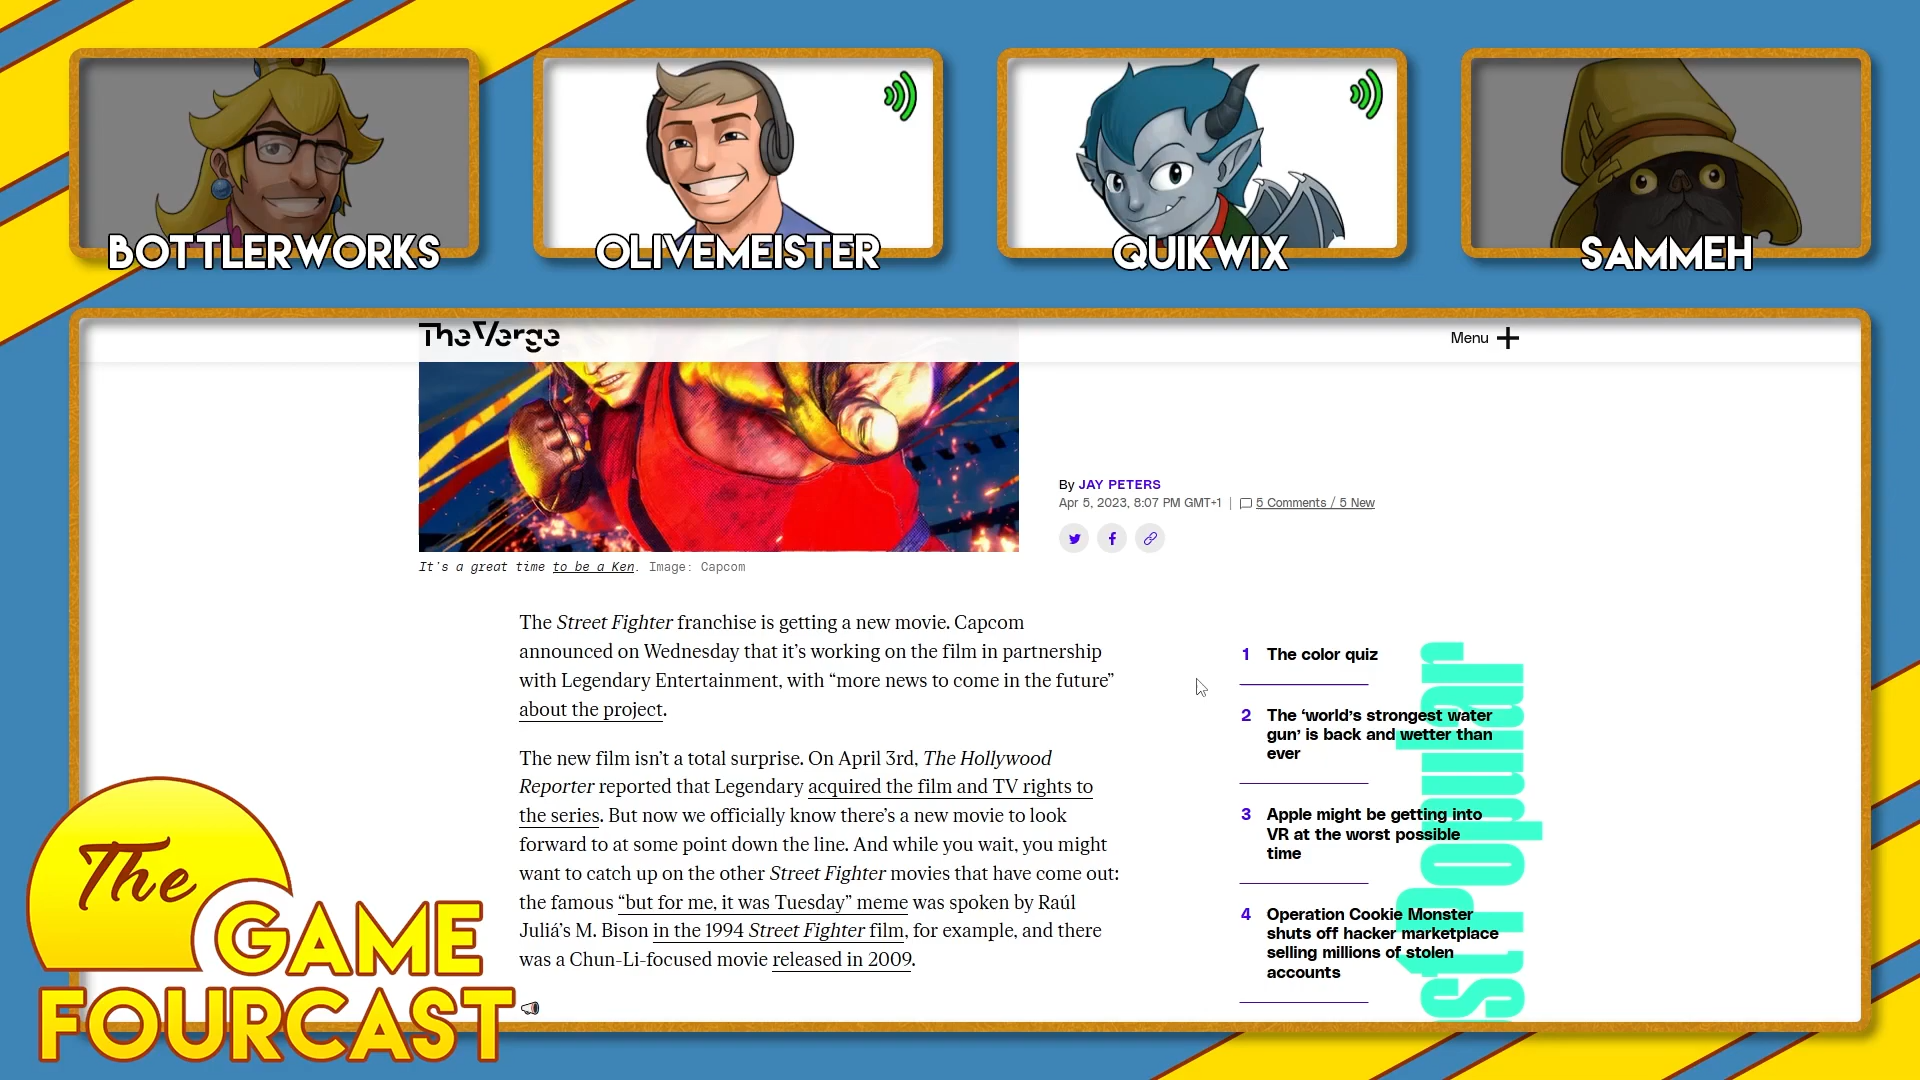 BOTTLERWORKS
OLIVEMEISTER
QUIKWIX
SAMMEH
TheVerge
Menu
By JAY PETERS
Apr 5, 2023, 8:07 PM GMT+1 | 5 Comments / 5 New
It's a great time to be a Ken. Image: Capcom
The Street Fighter franchise is getting a new movie. Capcom
announced on Wednesday that it’s working on the film in partnership
with Legendary Entertainment, with “more news to come in the future”
about the project.
The new film isn’t a total surprise. On April 3rd, The Hollywood
Reporter reported that Legendary acquired the film and TV rights to
the series. But now we officially know there’s a new movie to look
forward to at some point down the line. And while you wait, you might
want to catch up on the other Street Fighter movies that have come out:
the famous “but for me, it was Tuesday” meme was spoken by Raúl
Juliá’s M. Bison in the 1994 Street Fighter film, for example, and there
was a Chun-Li-focused movie released in 2009.
1 The color quiz
2 The ‘world’s strongest water
gun’ is back and wetter than
ever
3 Apple might be getting into
VR at the worst possible
time
4 Operation Cookie Monster
shuts off hacker marketplace
selling millions of stolen
accounts
st Popular
The
GAME
FOURCAST